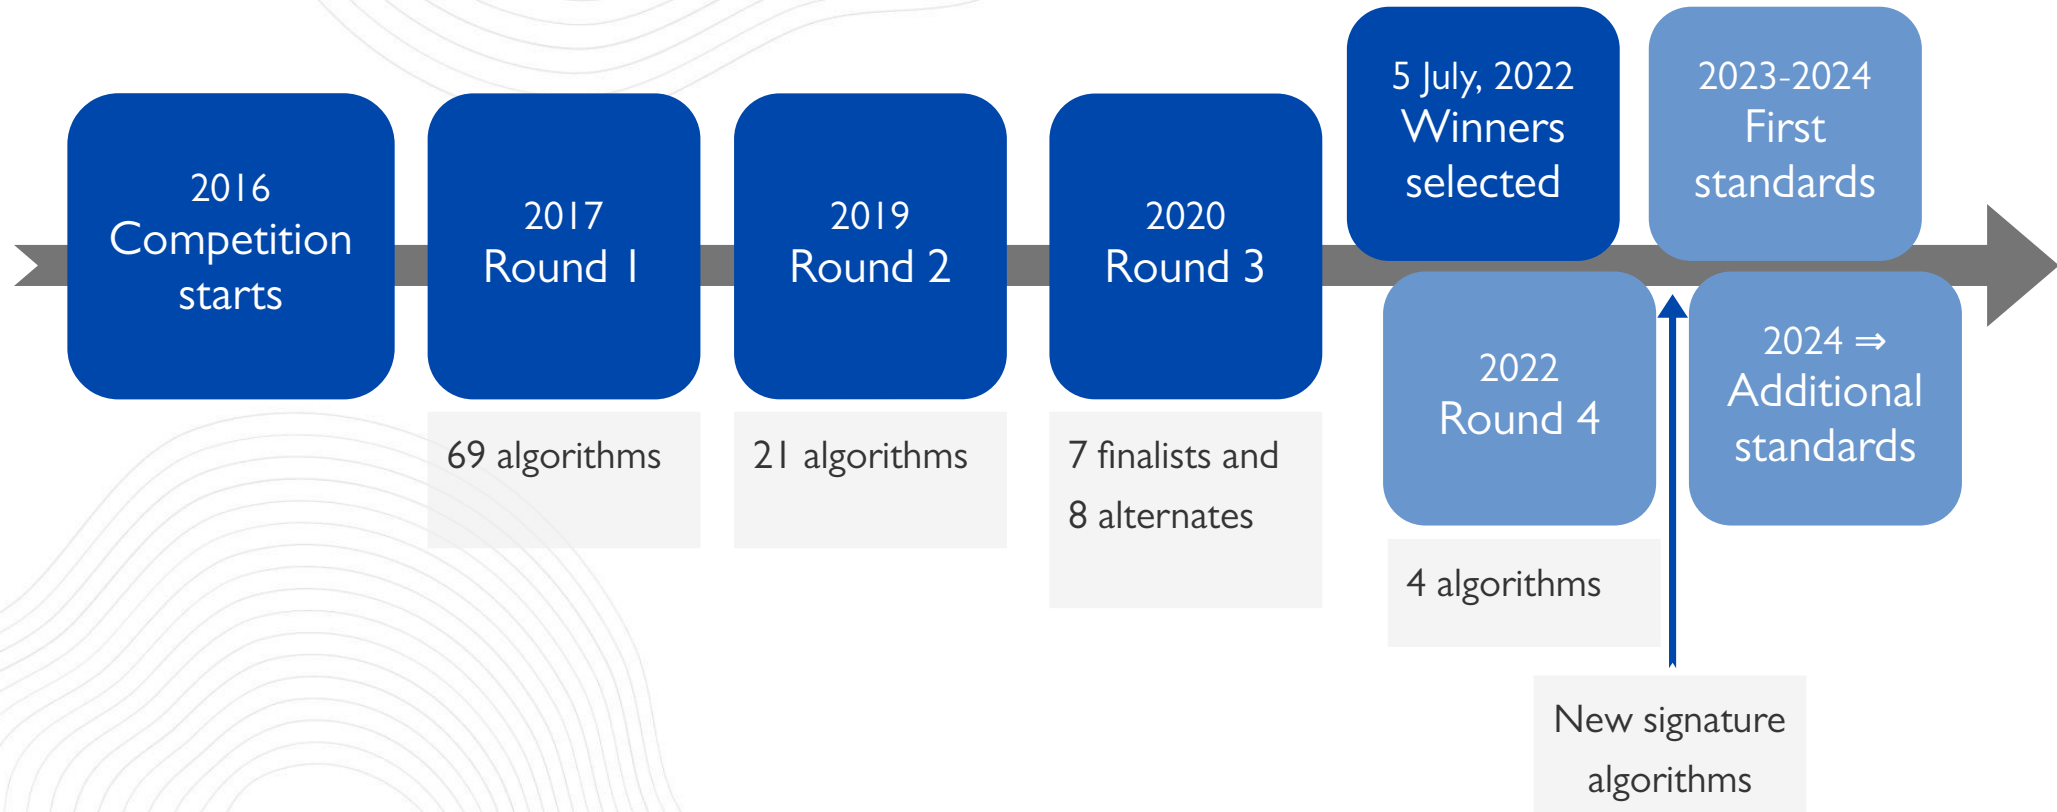 2016
Competition
starts
2017
Round 1
69 algorithms
2019
Round 2
21 algorithms
2020
Round 3
7 finalists and
8 alternates
5 July, 2022
Winners
selected
2022
Round 4
4 algorithms
New signature
algorithms
2023-2024
First
standards
2024 ⇒
Additional
standards